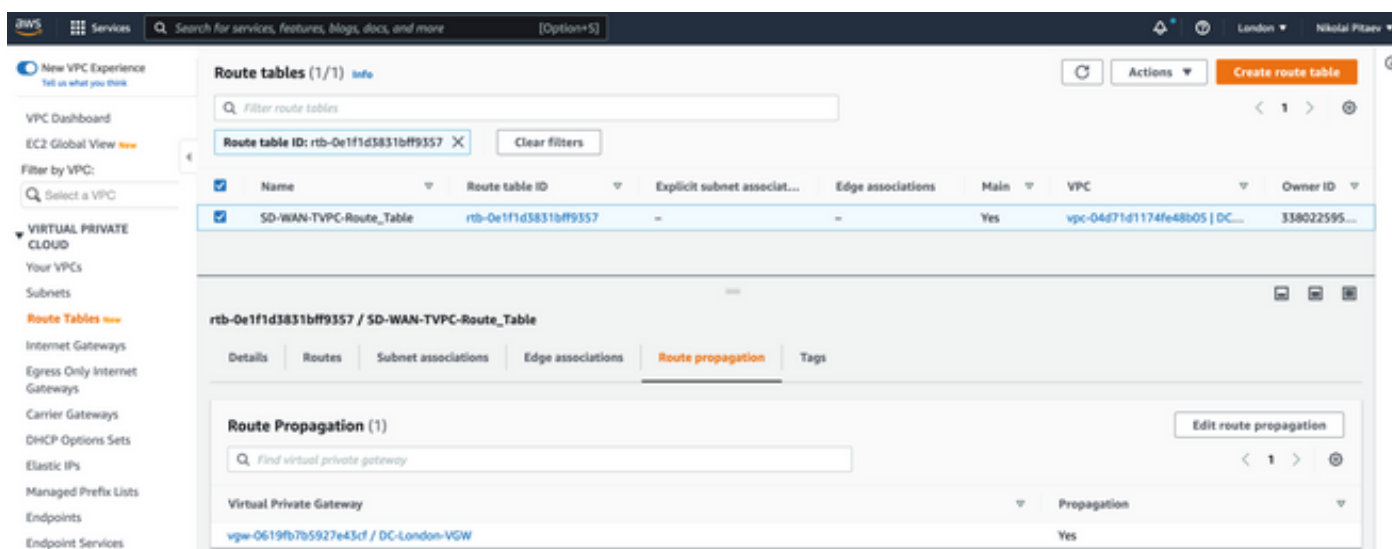 aws
Services
Search for services, features, blogs, docs, and more
[Option+S]
London
Nikolai Pitaev
New VPC Experience
Tell us what you think
VPC Dashboard
EC2 Global View New
Filter by VPC:
Select a VPC
VIRTUAL PRIVATE
CLOUD
Your VPCs
Subnets
Route Tables New
Internet Gateways
Egress Only Internet
Gateways
Carrier Gateways
DHCP Options Sets
Elastic IPs
Managed Prefix Lists
Endpoints
Endpoint Services
Route tables (1/1) Info
Actions
Create route table
Filter route tables
1
Route table ID: rtb-0e1f1d3831bff9357
Clear filters
Name Route table ID Explicit subnet associat... Edge associations Main VPC Owner ID
SD-WAN-TVPC-Route_Table rtb-0e1f1d3831bff9357 – – Yes vpc-04d71d1174fe48b05 | DC... 338022595...
rtb-0e1f1d3831bff9357 / SD-WAN-TVPC-Route_Table
Details Routes Subnet associations Edge associations Route propagation Tags
Route Propagation (1)
Edit route propagation
Find virtual private gateway
1
Virtual Private Gateway Propagation
vgw-0619fb7b5927e43cf / DC-London-VGW Yes